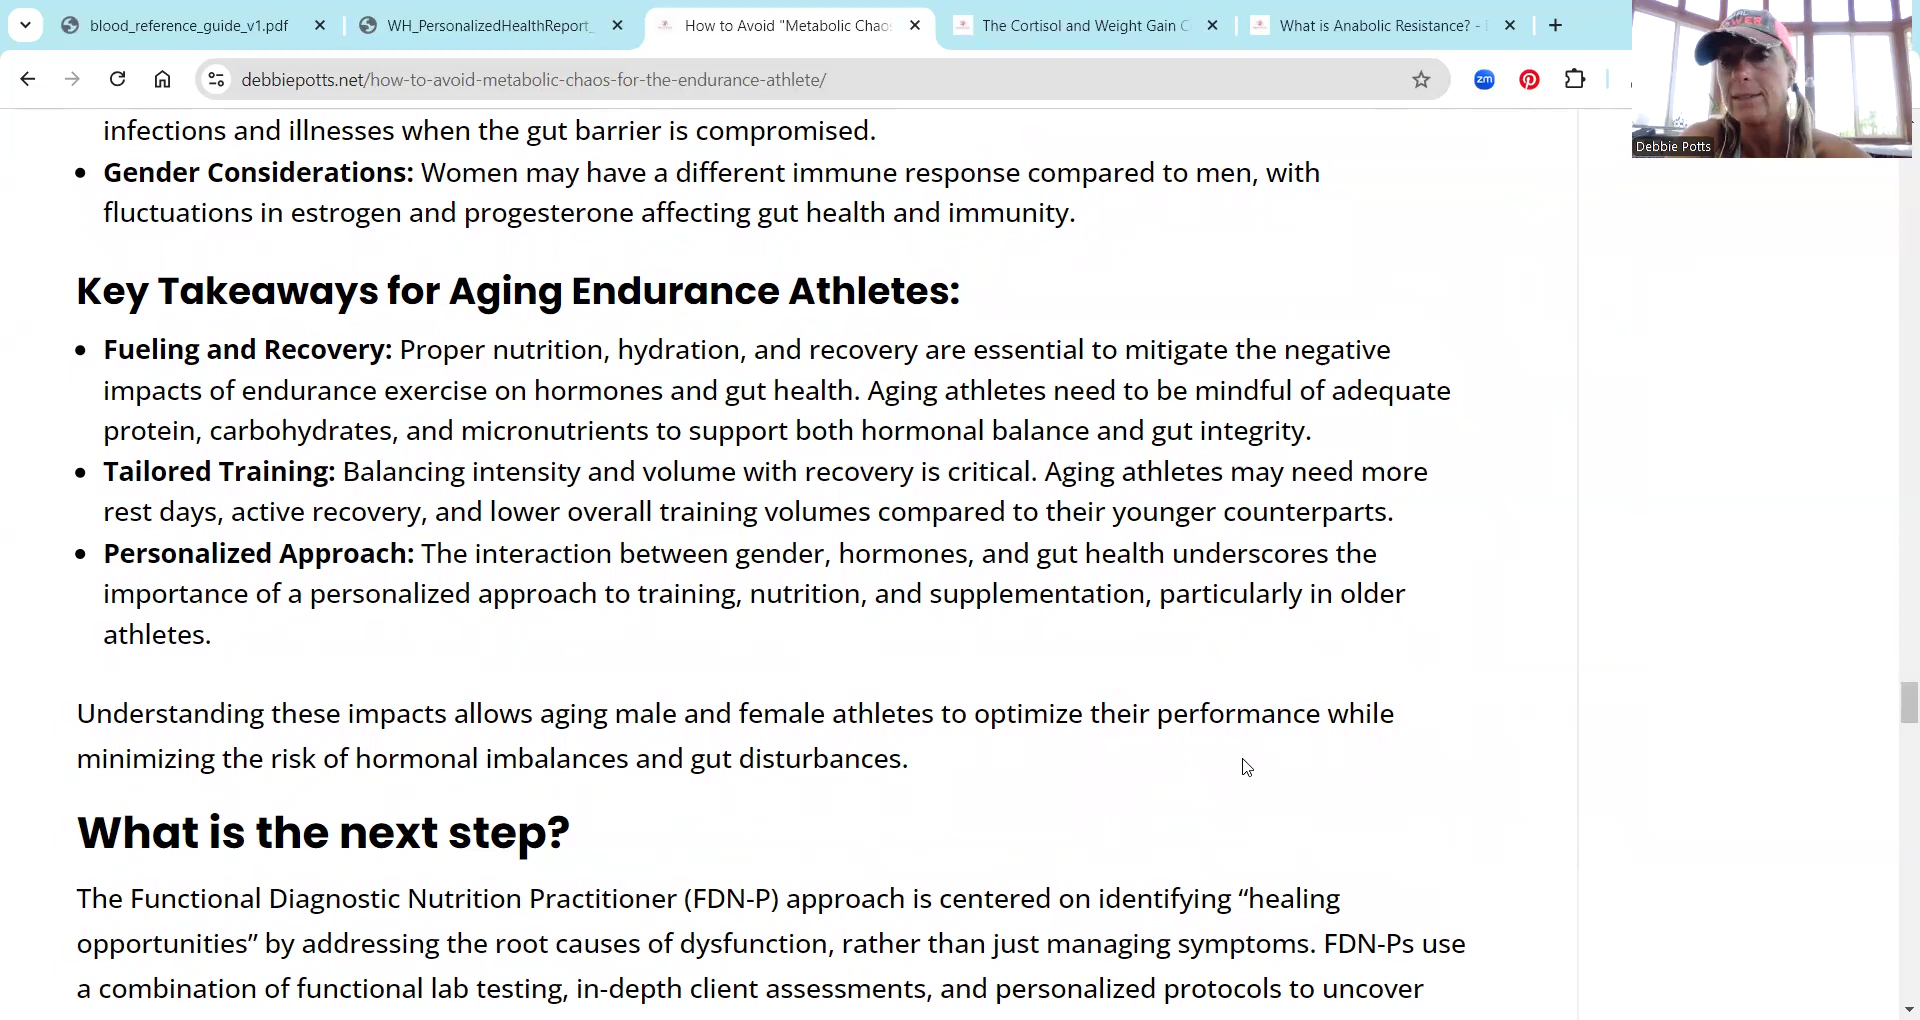 blood_reference_guide_v1.pdf
WH_PersonalizedHealthReport_
How to Avoid "Metabolic Chao
The Cortisol and Weight Gain C
What is Anabolic Resistance? -
debbiepotts.net/how-to-avoid-metabolic-chaos-for-the-endurance-athlete/
zm
Debbie Potts
infections and illnesses when the gut barrier is compromised.
• Gender Considerations: Women may have a different immune response compared to men, with
fluctuations in estrogen and progesterone affecting gut health and immunity.
Key Takeaways for Aging Endurance Athletes:
• Fueling and Recovery: Proper nutrition, hydration, and recovery are essential to mitigate the negative
impacts of endurance exercise on hormones and gut health. Aging athletes need to be mindful of adequate
protein, carbohydrates, and micronutrients to support both hormonal balance and gut integrity.
• Tailored Training: Balancing intensity and volume with recovery is critical. Aging athletes may need more
rest days, active recovery, and lower overall training volumes compared to their younger counterparts.
• Personalized Approach: The interaction between gender, hormones, and gut health underscores the
importance of a personalized approach to training, nutrition, and supplementation, particularly in older
athletes.
Understanding these impacts allows aging male and female athletes to optimize their performance while
minimizing the risk of hormonal imbalances and gut disturbances.
What is the next step?
The Functional Diagnostic Nutrition Practitioner (FDN-P) approach is centered on identifying “healing
opportunities” by addressing the root causes of dysfunction, rather than just managing symptoms. FDN-Ps use
a combination of functional lab testing, in-depth client assessments, and personalized protocols to uncover